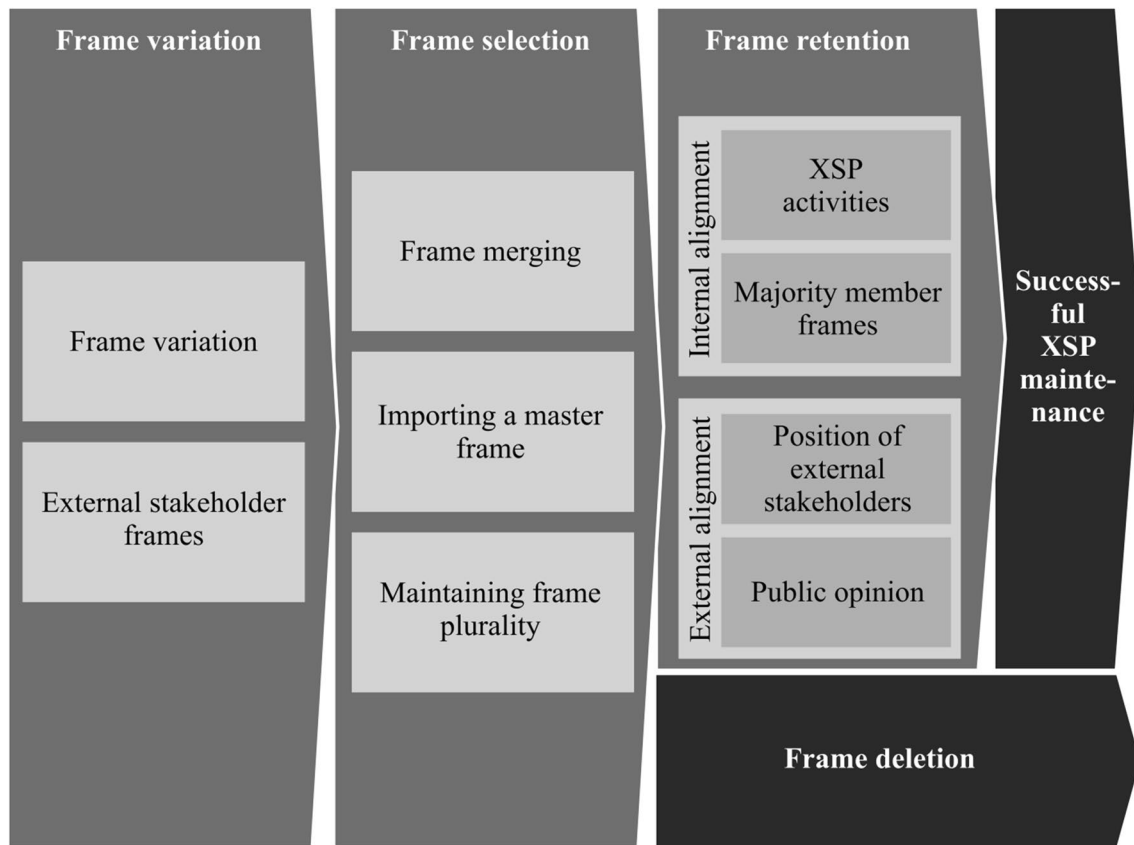 Frame variation
Frame variation
External stakeholder
frames
Frame selection
Frame merging
Importing a master
frame
Maintaining frame
plurality
Frame retention
Internal alignment
XSP
activities
Majority member
frames
External alignment
Position of
external
stakeholders
Public opinion
Success-
ful
XSP
mainte-
nance
Frame deletion